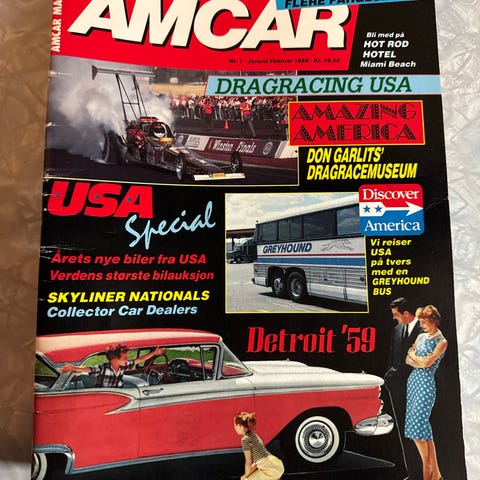 FLERE FARGESIDER
AMCAR MA
AMCAR
Bli med på
HOT ROD
HOTEL
Miami Beach
Nr. 1 - Januar Februar 1989 - Kr. 29,50
DRAGRACING USA
AMAZING
AMERICA
Winston Finals
DON GARLITS'
DRAGRACEMUSEUM
USA
Special
Discover
America
GREYHOUND
Årets nye biler fra USA
Verdens største bilauksjon
Vi reiser
på tvers
med en
GREYHOUND
BUS
SKYLINER NATIONALS
Collector Car Dealers
Detroit '59